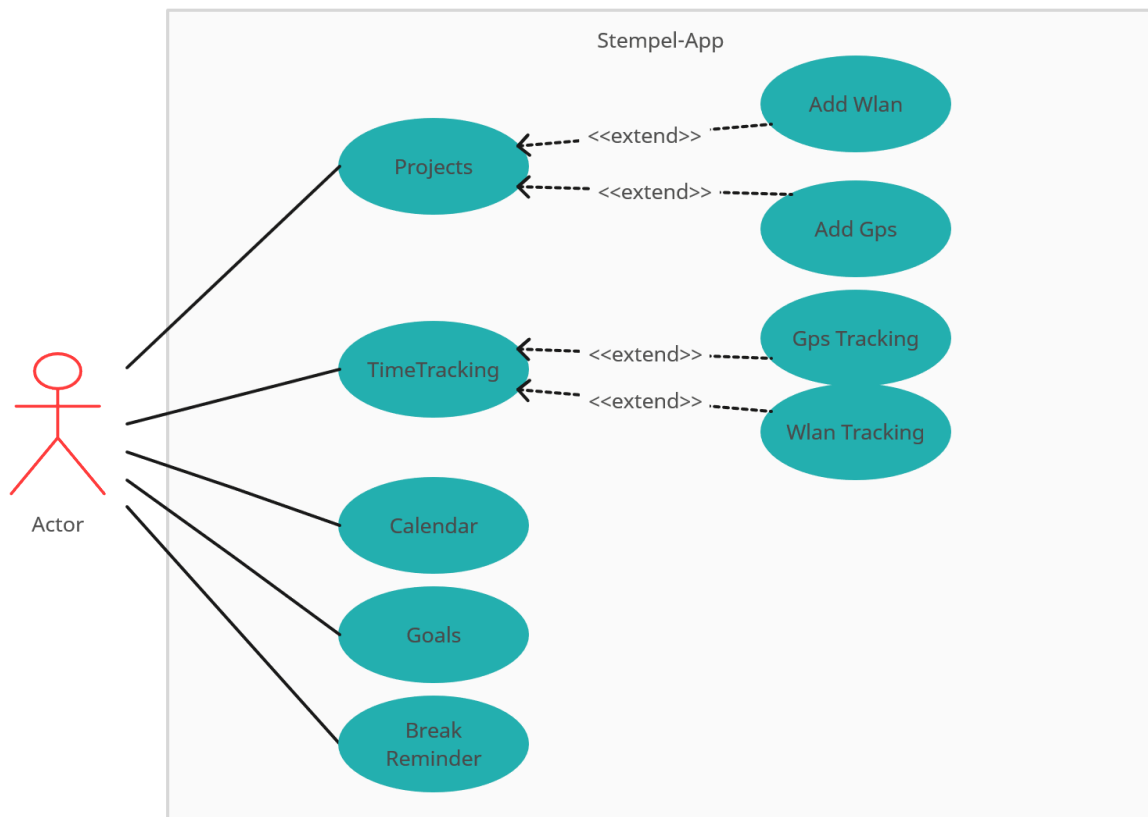 Stempel-App
Add Wlan
<<extend>>
Projects
<<extend>>
Add Gps
Gps Tracking
<<extend>>
TimeTracking
<<extend>>
Wlan Tracking
Actor
Calendar
Goals
Break
Reminder